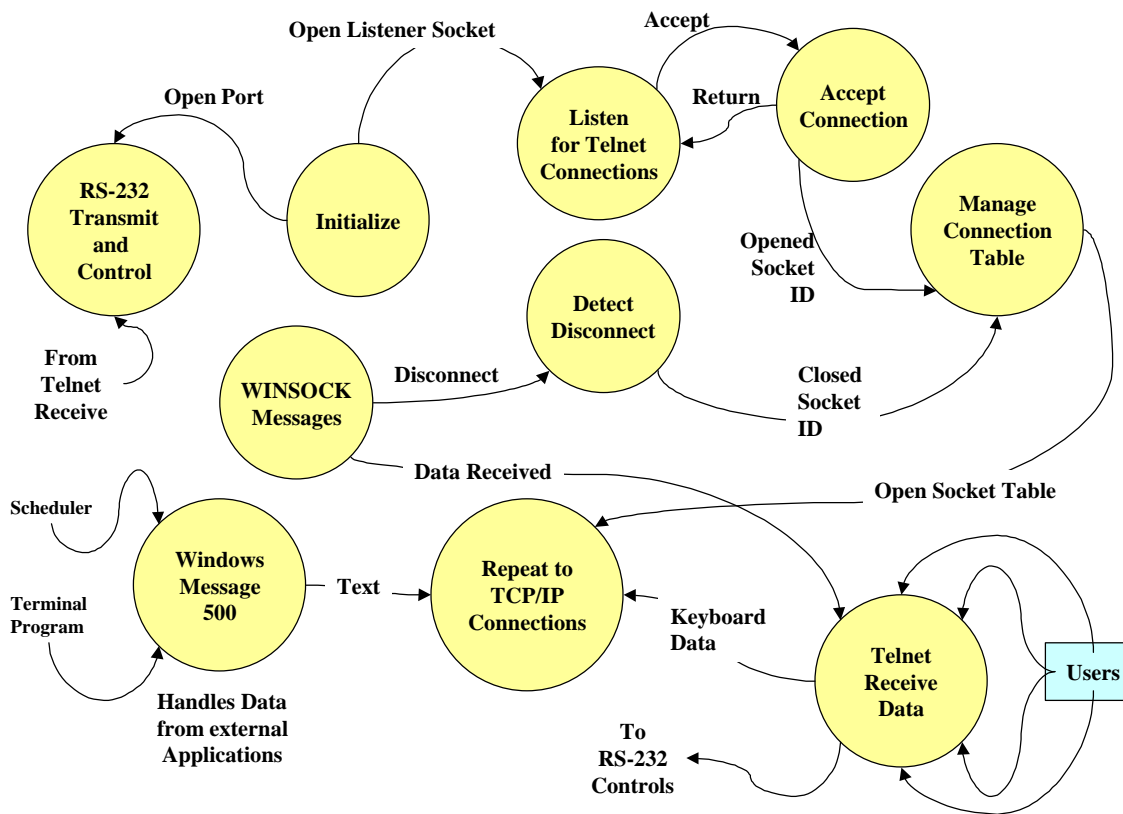 Open Listener Socket
Accept
Open Port
Return
Accept
Connection
Listen
for Telnet
Connections
RS-232
Transmit
and
Control
Initialize
Manage
Connection
Table
Opened
Socket
ID
Detect
Disconnect
From
Telnet
Receive
WINSOCK
Messages
Disconnect
Closed
Socket
ID
Data Received
Open Socket Table
Scheduler
Windows
Message
500
Text
Repeat to
TCP/IP
Connections
Terminal
Program
Keyboard
Data
Telnet
Receive
Data
Users
Handles Data
from external
Applications
To
RS-232
Controls